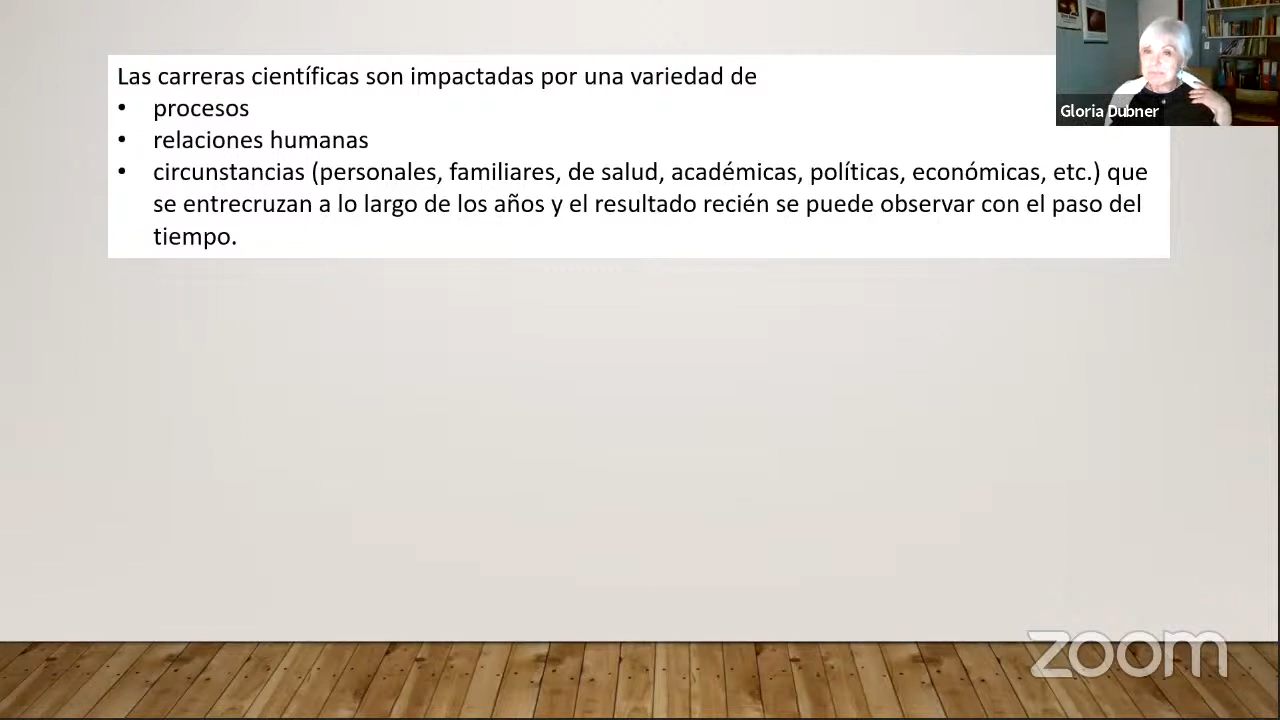 Las carreras científicas son impactadas por una variedad de
• procesos
• relaciones humanas
• circunstancias (personales, familiares, de salud, académicas, políticas, económicas, etc.) que
se entrecruzan a lo largo de los años y el resultado recién se puede observar con el paso del
tiempo.
Gloria Dubner
zoom